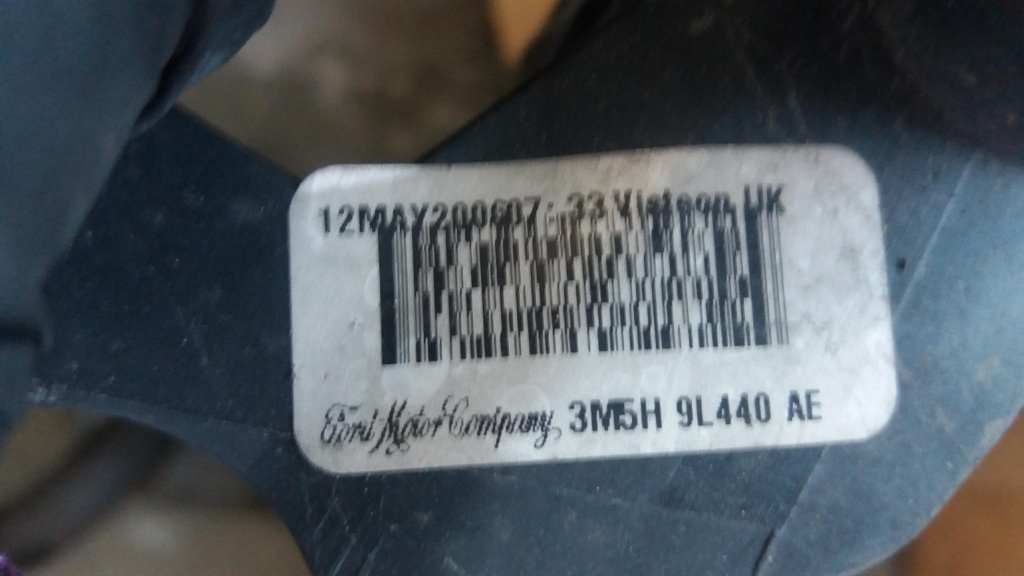 12MAY200607:33 Visteon UK
Ford Motor Company 3M5H 9L440 AE